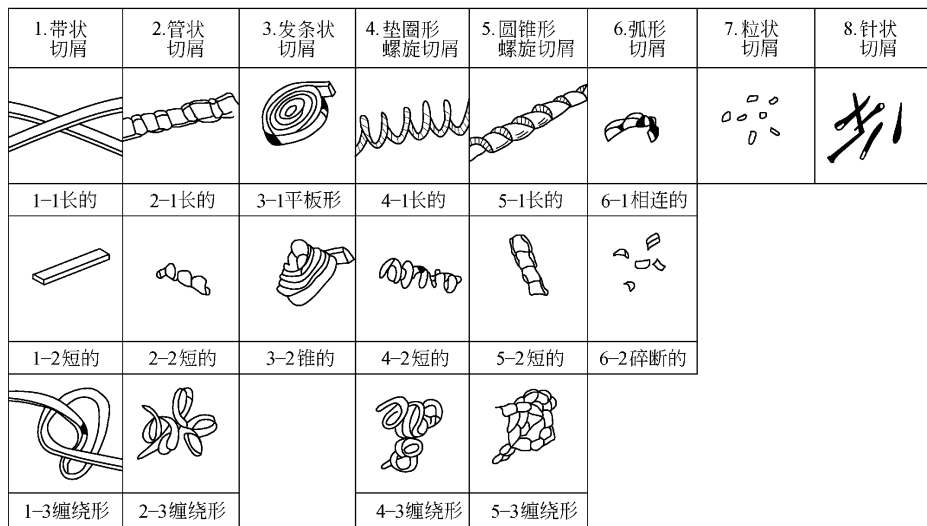 1.带状
切屑
2.管状
切屑
3.发条状
切屑
4.垫圈形
螺旋切屑
5.圆锥形
螺旋切屑
6.弧形
切屑
7.粒状
切屑
8.针状
切屑
1-1长的
2-1长的
3-1平板形
4-1长的
5-1长的
6-1相连的
1-2短的
2-2短的
3-2锥的
4-2短的
5-2短的
6-2碎断的
1-3缠绕形
2-3缠绕形
4-3缠绕形
5-3缠绕形